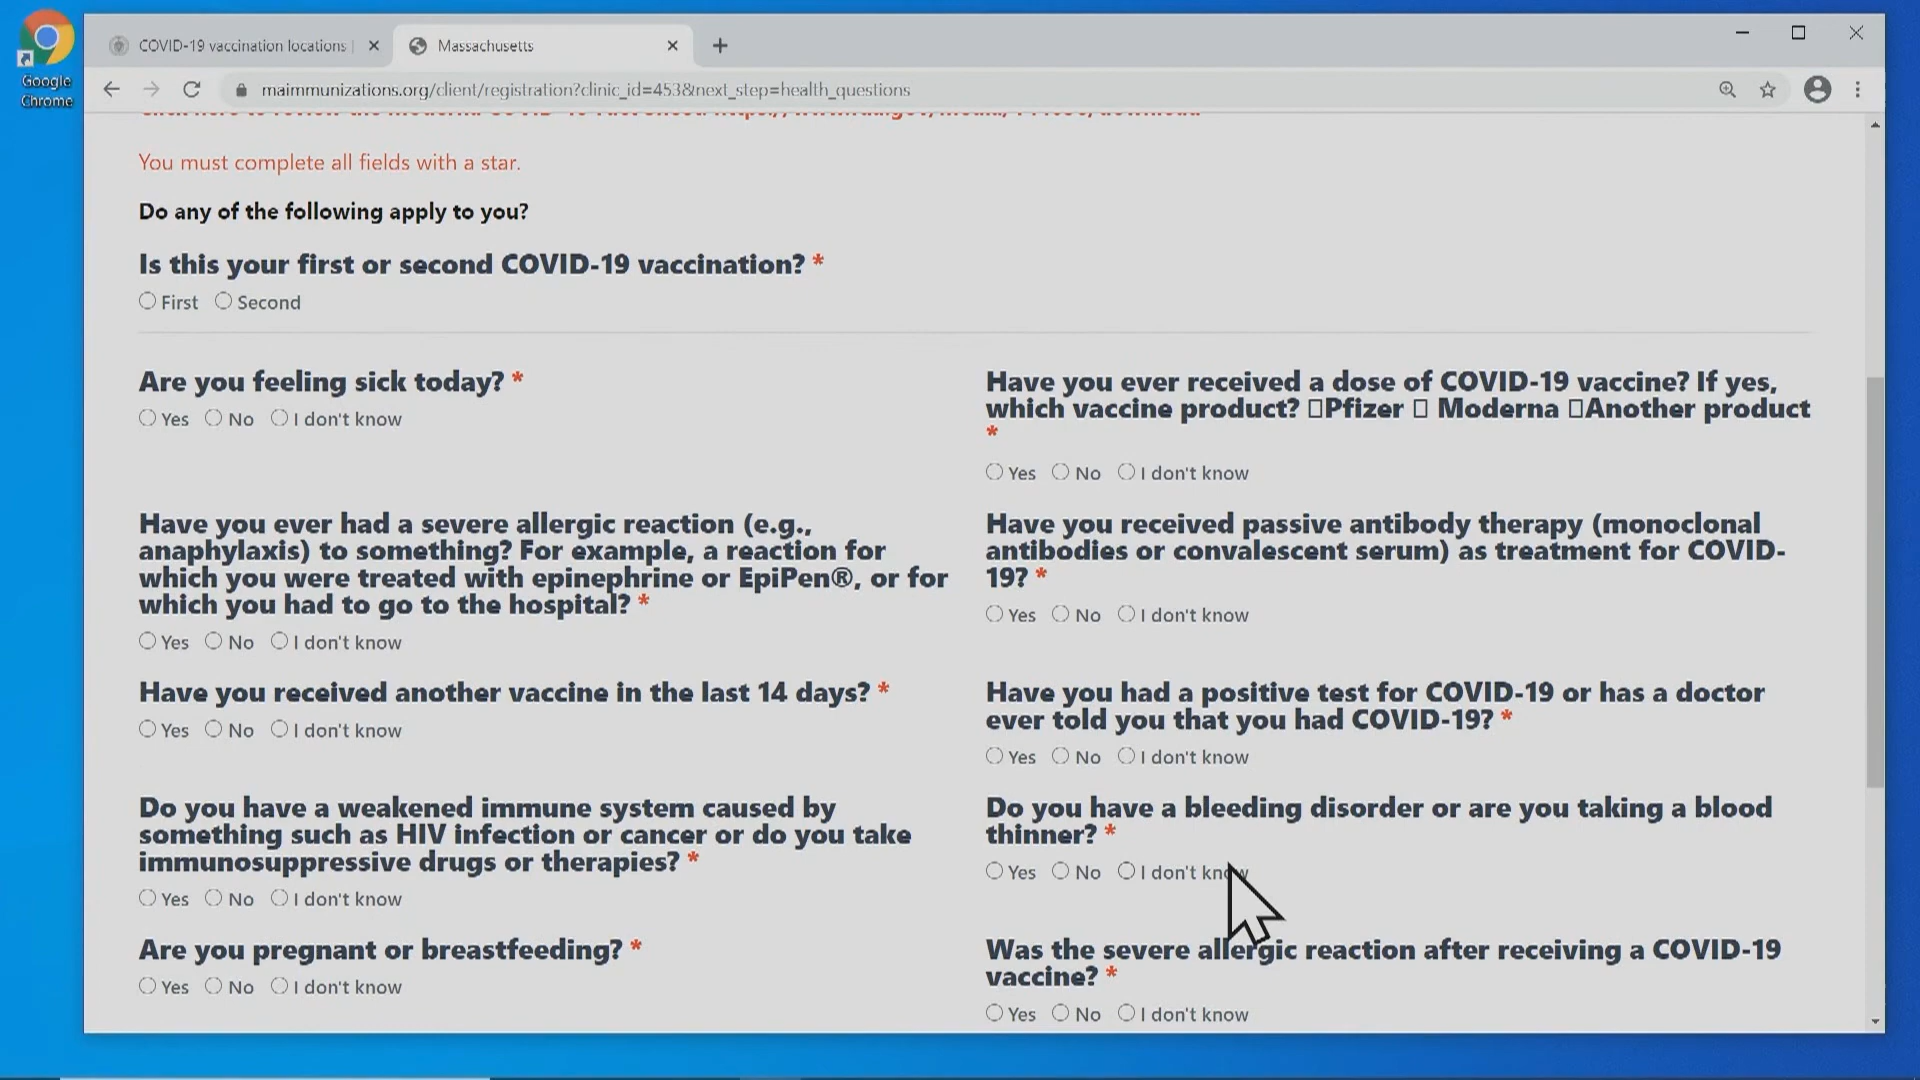 Google
Chrome
COVID-19 vaccination locations |
Massachusetts
maimmunizations.org/client/registration?clinic_id=453&next_step=health_questions
You must complete all fields with a star.
Do any of the following apply to you?
Is this your first or second COVID-19 vaccination? *
First Second
Are you feeling sick today? *
Yes No I don't know
Have you ever received a dose of COVID-19 vaccine? If yes,
which vaccine product? □Pfizer □ Moderna □Another product
*
Yes No I don't know
Have you ever had a severe allergic reaction (e.g.,
anaphylaxis) to something? For example, a reaction for
which you were treated with epinephrine or EpiPen®, or for
which you had to go to the hospital? *
Yes No I don't know
Have you received passive antibody therapy (monoclonal
antibodies or convalescent serum) as treatment for COVID-
19? *
Yes No I don't know
Have you received another vaccine in the last 14 days? *
Yes No I don't know
Have you had a positive test for COVID-19 or has a doctor
ever told you that you had COVID-19? *
Yes No I don't know
Do you have a weakened immune system caused by
something such as HIV infection or cancer or do you take
immunosuppressive drugs or therapies? *
Yes No I don't know
Do you have a bleeding disorder or are you taking a blood
thinner? *
Yes No I don't know
Are you pregnant or breastfeeding? *
Yes No I don't know
Was the severe allergic reaction after receiving a COVID-19
vaccine? *
Yes No I don't know